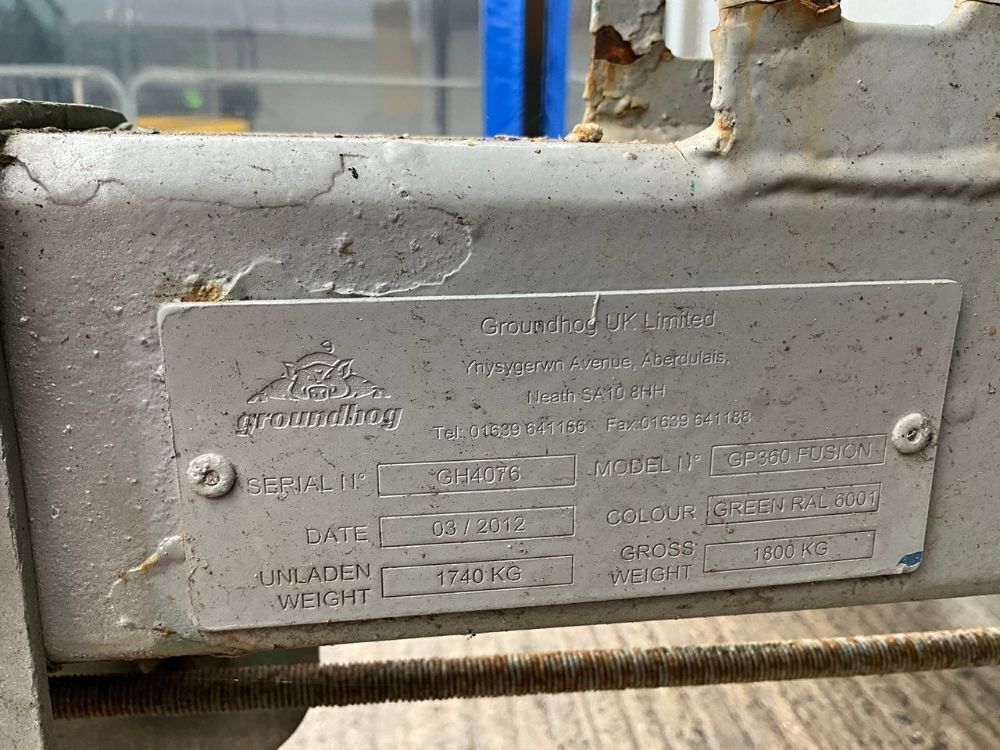 Groundhog UK Limited
Ynysygerwn Avenue, Aberdulais,
Neath SA10 8HH
Tel: 01639 641166 Fax:01639 641188
groundhog
SERIAL N° GH4076 MODEL N° GP360 FUSION
DATE 03 / 2012 COLOUR GREEN RAL 6001
UNLADEN WEIGHT 1740 KG GROSS WEIGHT 1800 KG